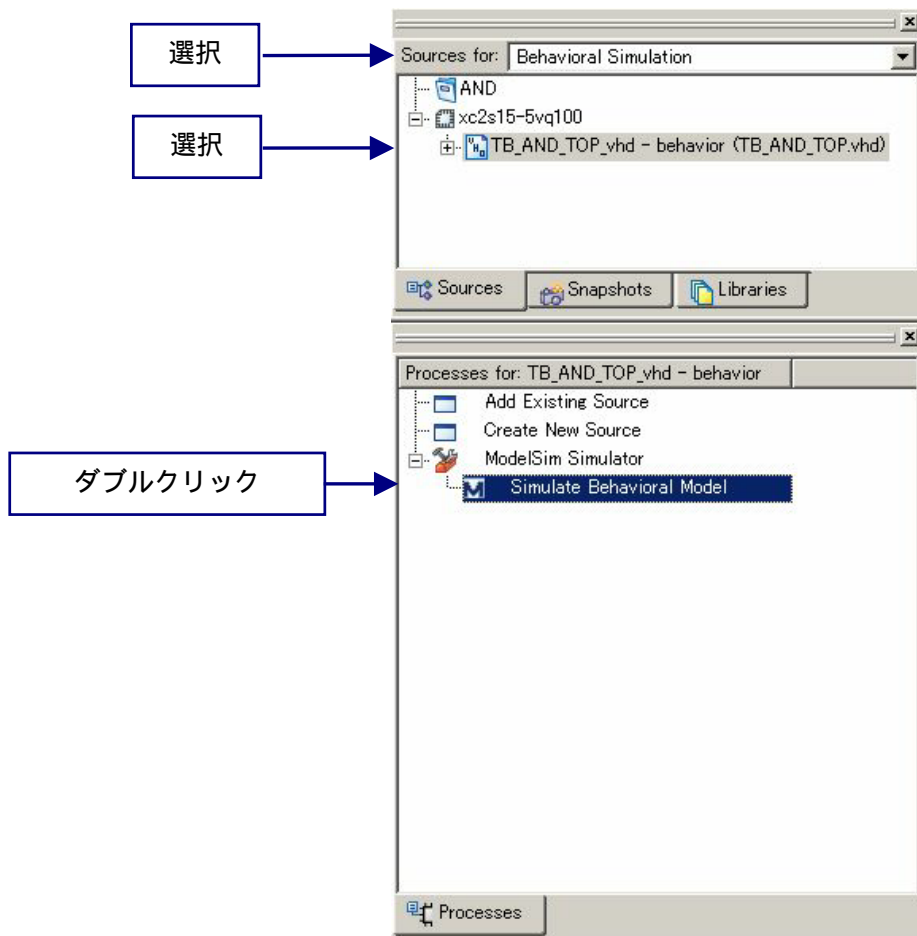 選択
Sources for: Behavioral Simulation
AND
xc2s15-5vq100
選択
TB_AND_TOP_vhd - behavior (TB_AND_TOP.vhd)
Sources Snapshots Libraries
Processes for: TB_AND_TOP_vhd - behavior
Add Existing Source
Create New Source
ModelSim Simulator
ダブルクリック
Simulate Behavioral Model
Processes